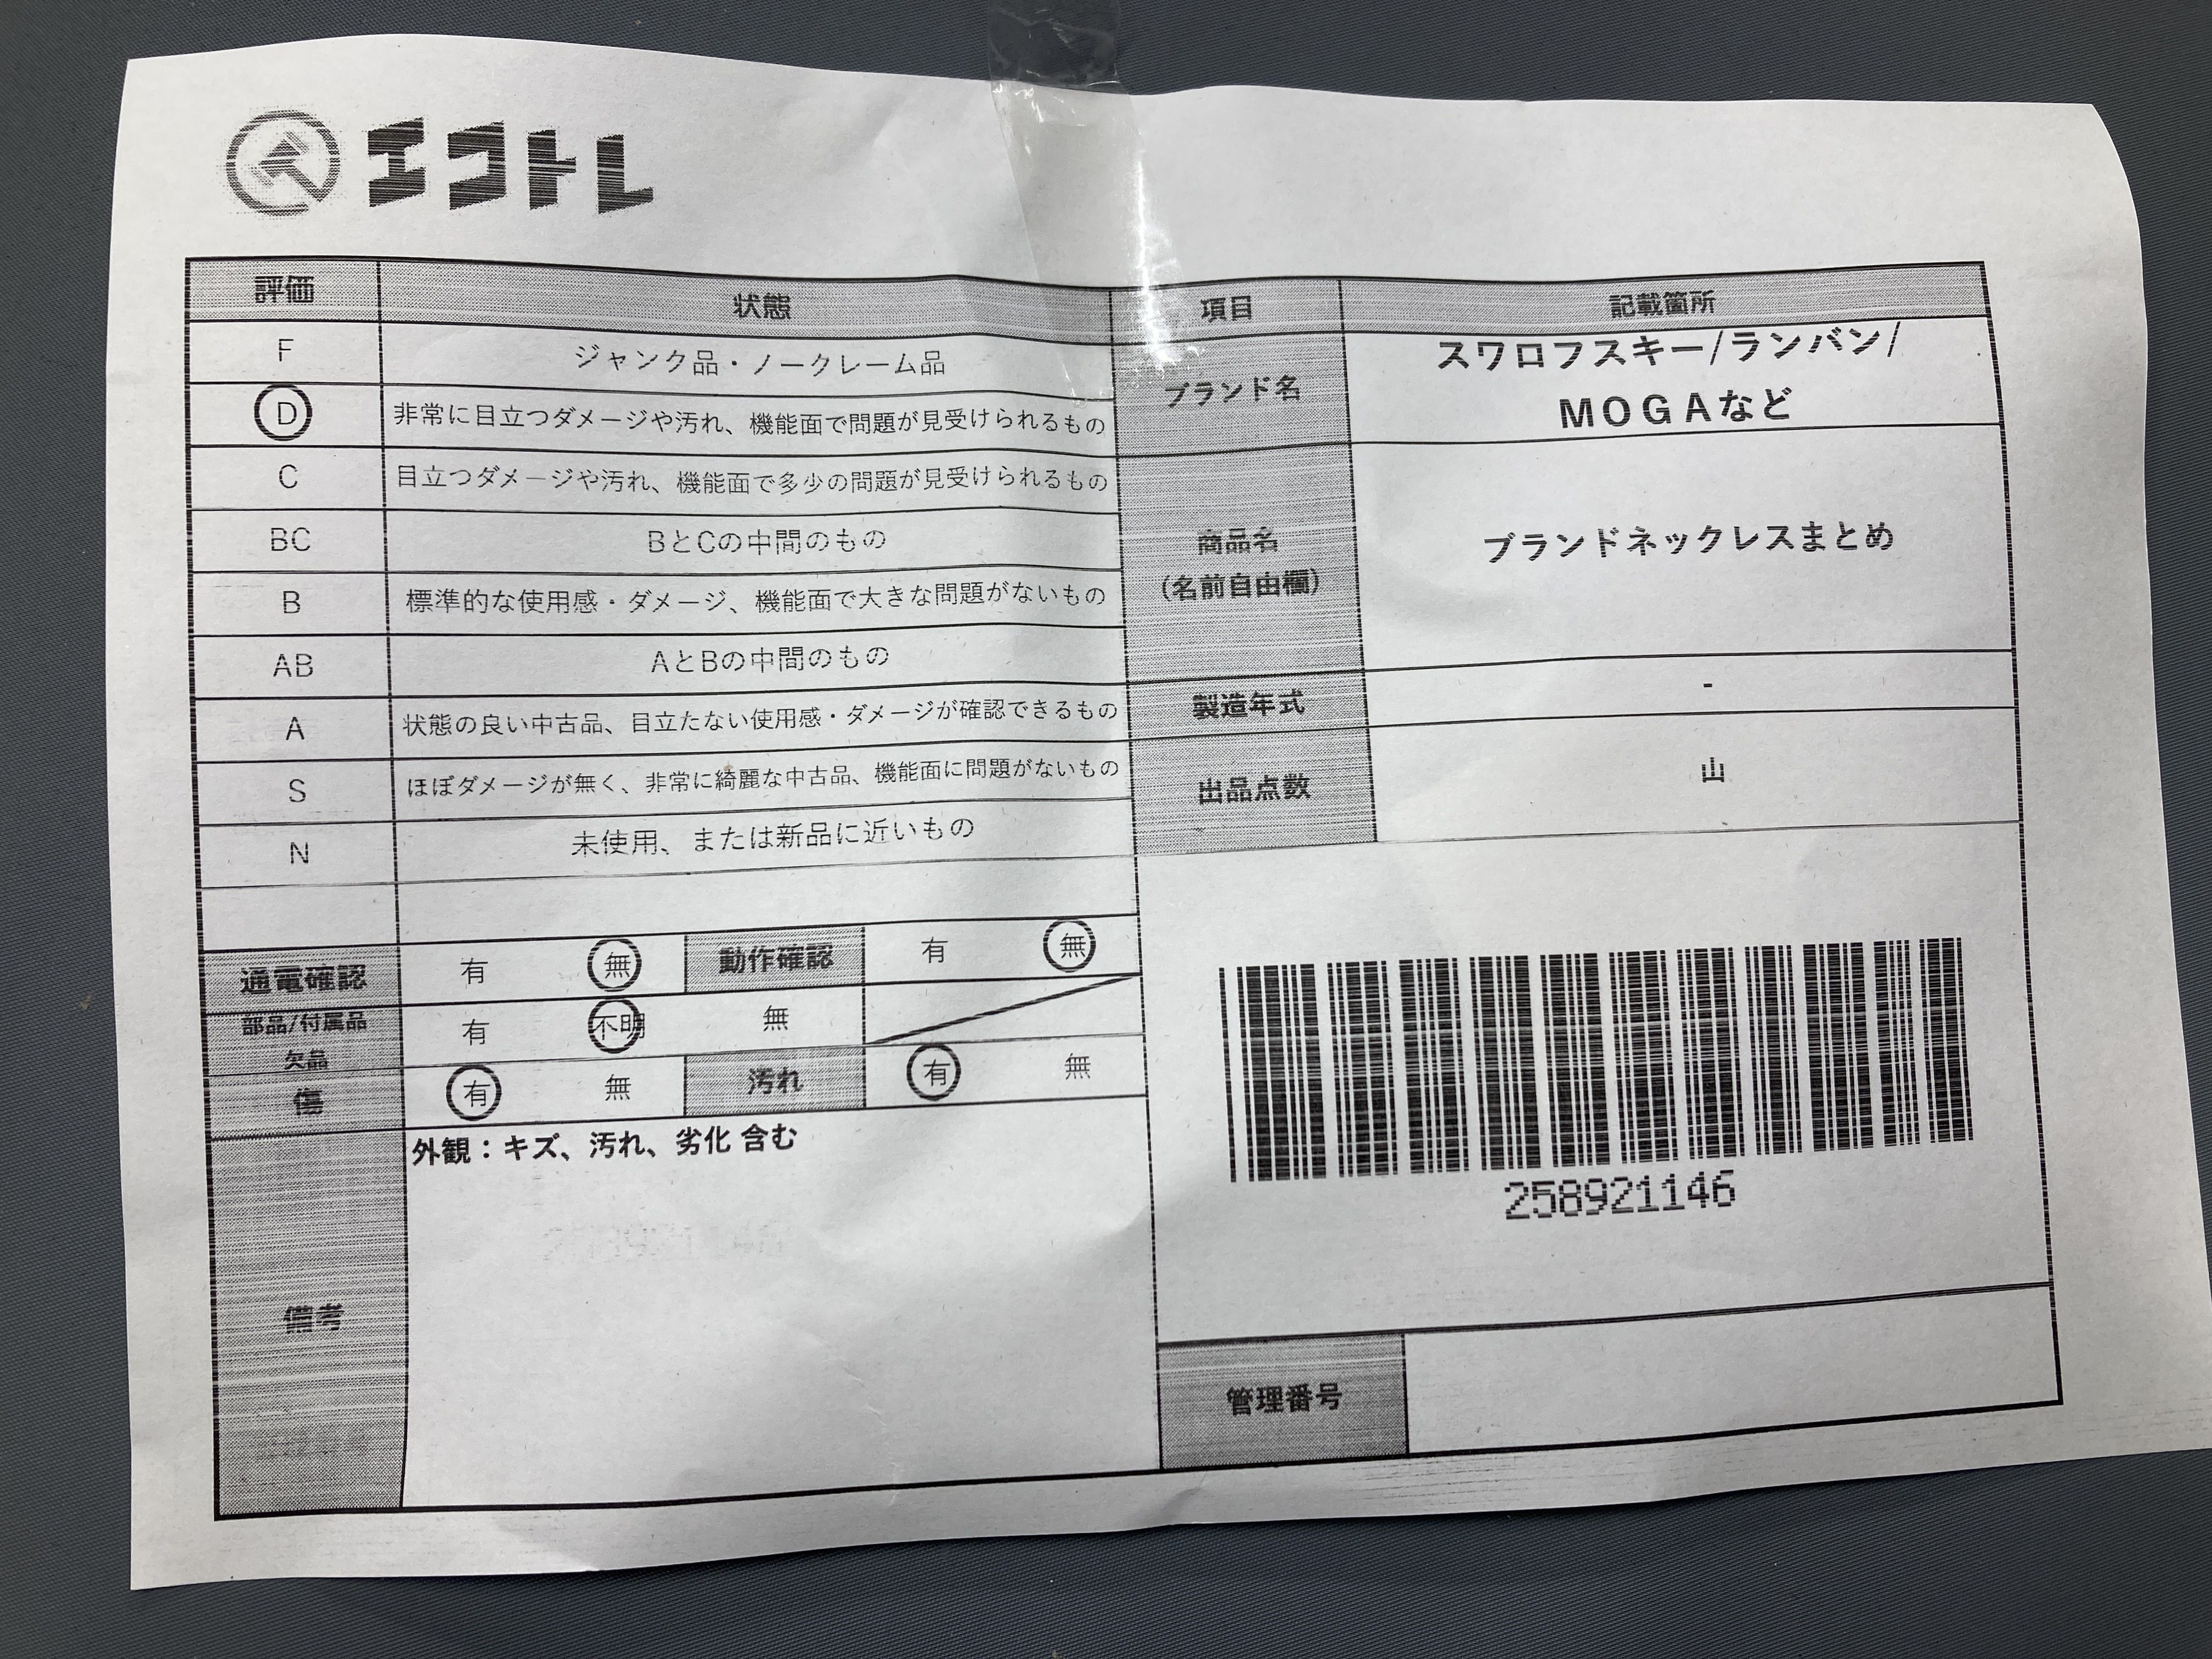 エコトレ
評価 状態
F ジャンク品・ノークレーム品
D 非常に目立つダメージや汚れ、機能面で問題が見受けられるもの
C 目立つダメージや汚れ、機能面で多少の問題が見受けられるもの
BC BとCの中間のもの
B 標準的な使用感・ダメージ、機能面で大きな問題がないもの
AB AとBの中間のもの
A 状態の良い中古品、目立たない使用感・ダメージが確認できるもの
S ほぼダメージが無く、非常に綺麗な中古品、機能面に問題がないもの
N 未使用、または新品に近いもの
通電確認 有 無 動作確認 有 無
部品/付属品
欠品 有 不明 無
傷 有 無 汚れ 有 無
備考
外観：キズ、汚れ、劣化 含む
項目 記載箇所
ブランド名
スワロフスキー/ランバン/
MOGAなど
商品名
（名前自由欄）
ブランドネックレスまとめ
製造年式 -
出品点数 山
258921146
管理番号